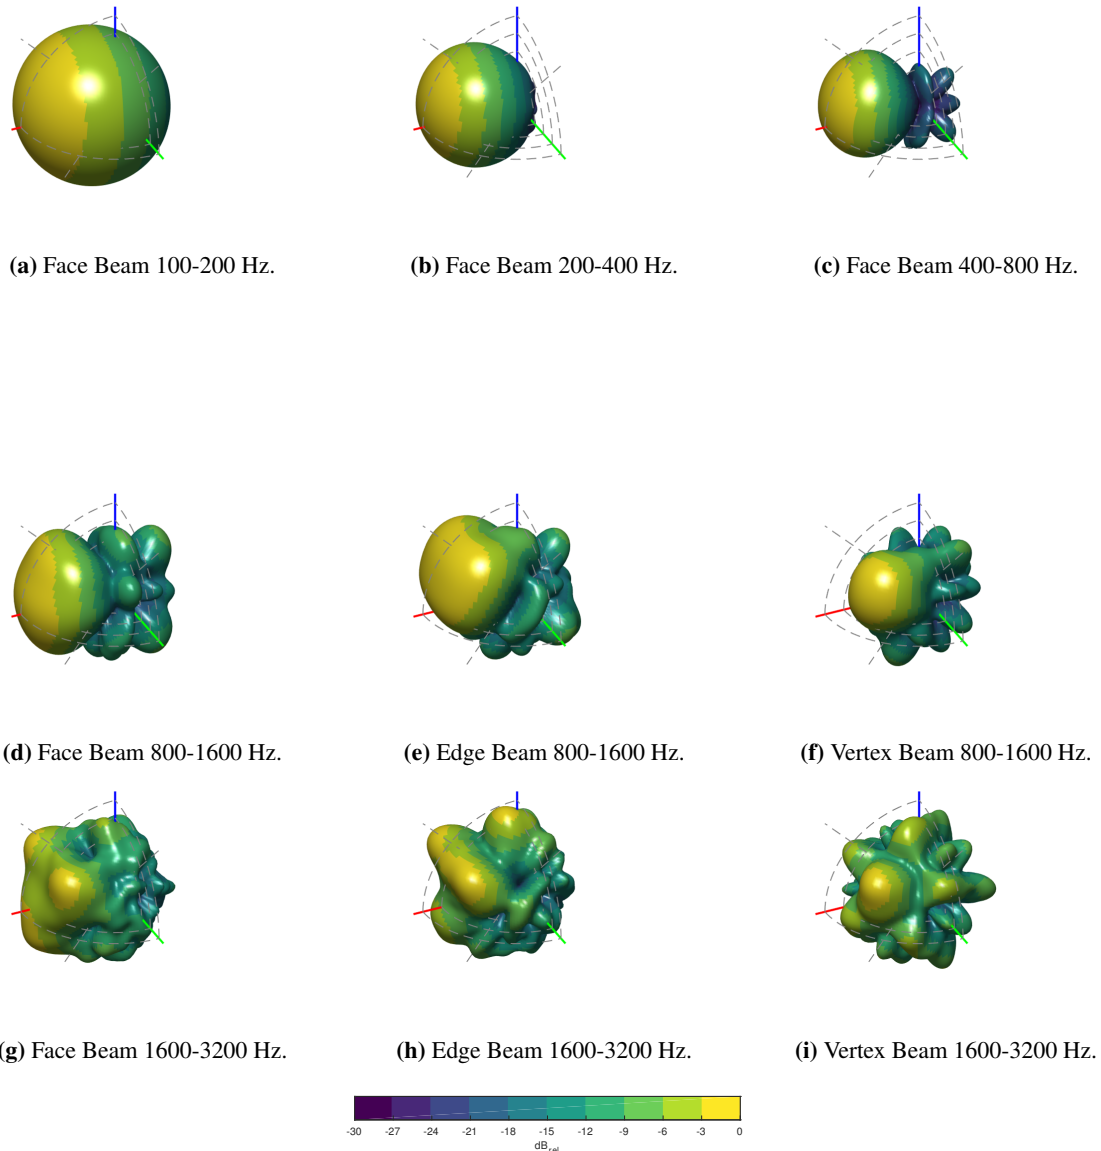 (a) Face Beam 100-200 Hz.
(b) Face Beam 200-400 Hz.
(c) Face Beam 400-800 Hz.
(d) Face Beam 800-1600 Hz.
(e) Edge Beam 800-1600 Hz.
(f) Vertex Beam 800-1600 Hz.
(g) Face Beam 1600-3200 Hz.
(h) Edge Beam 1600-3200 Hz.
(i) Vertex Beam 1600-3200 Hz.
-30 -27 -24 -21 -18 -15 -12 -9 -6 -3 0
dB_rel